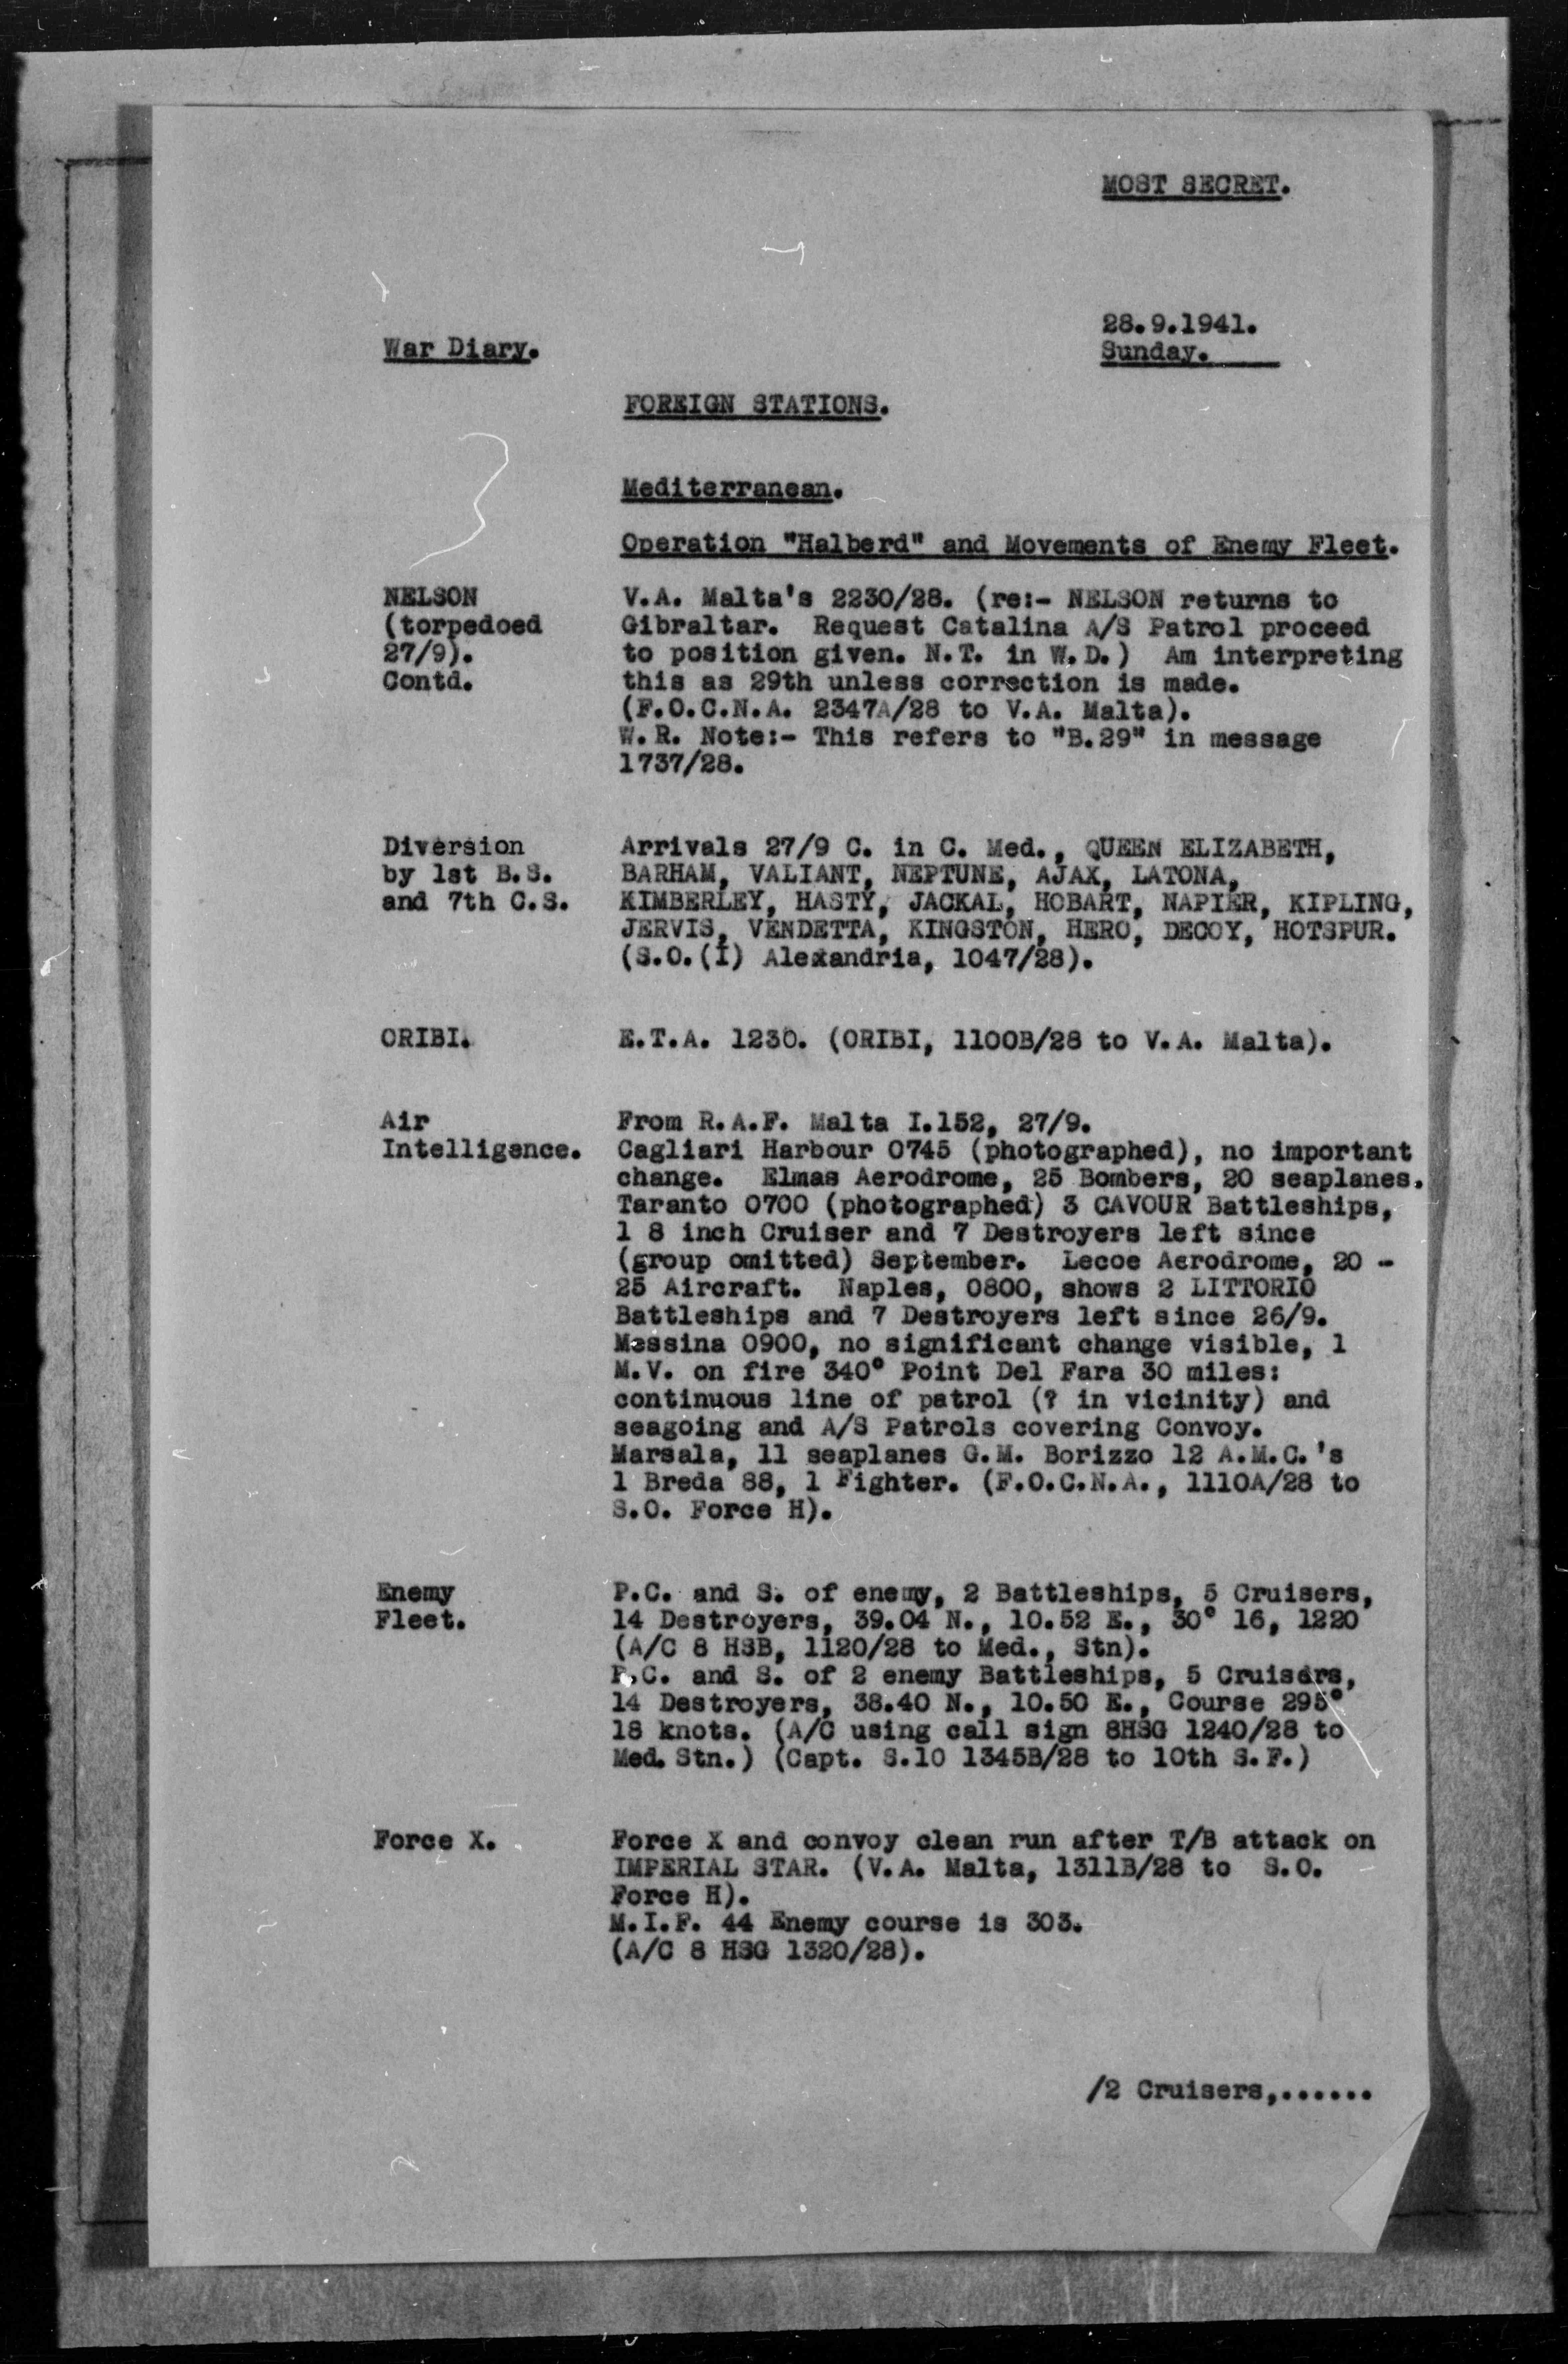 MOST SECRET.
28.9.1941.
War Diary.
Sunday.
FOREIGN STATIONS.
Mediterranean.
Operation "Halberd" and Movements of Enemy Fleet.
NELSON
(torpedoed
27/9).
Contd.
V.A. Malta's 2230/28. (re:- NELSON returns to
Gibraltar. Request Catalina A/S Patrol proceed
to position given. N.T. in W.D.) Am interpreting
this as 29th unless correction is made.
(F.O.C.N.A. 2347A/28 to V.A. Malta).
W.R. Note:- This refers to "B.29" in message
1737/28.
Diversion
by 1st B.S.
and 7th C.S.
Arrivals 27/9 C. in C. Med., QUEEN ELIZABETH,
BARHAM, VALIANT, NEPTUNE, AJAX, LATONA,
KIMBERLEY, HASTY, JACKAL, HOBART, NAPIER, KIPLING,
JERVIS, VENDETTA, KINGSTON, HERO, DECOY, HOTSPUR.
(S.O.(I) Alexandria, 1047/28).
ORIBI.
E.T.A. 1230. (ORIBI, 1100B/28 to V.A. Malta).
Air
Intelligence.
From R.A.F. Malta I.152, 27/9.
Cagliari Harbour 0745 (photographed), no important
change. Elmas Aerodrome, 25 Bombers, 20 seaplanes.
Taranto 0700 (photographed) 3 CAVOUR Battleships,
1 8 inch Cruiser and 7 Destroyers left since
(group omitted) September. Lecoe Aerodrome, 20 -
25 Aircraft. Naples, 0800, shows 2 LITTORIO
Battleships and 7 Destroyers left since 26/9.
Messina 0900, no significant change visible, 1
M.V. on fire 340° Point Del Fara 30 miles:
continuous line of patrol (? in vicinity) and
seagoing and A/S Patrols covering Convoy.
Marsala, 11 seaplanes G.M. Borizzo 12 A.M.C.'s
1 Breda 88, 1 Fighter. (F.O.C.N.A., 1110A/28 to
S.O. Force H).
Enemy
Fleet.
P.C. and S. of enemy, 2 Battleships, 5 Cruisers,
14 Destroyers, 39.04 N., 10.52 E., 30° 16, 1220
(A/C 8 HSB, 1120/28 to Med., Stn).
P.C. and S. of 2 enemy Battleships, 5 Cruisers,
14 Destroyers, 38.40 N., 10.50 E., Course 295°
18 knots. (A/C using call sign 8HSG 1240/28 to
Med. Stn.) (Capt. S.10 1345B/28 to 10th S.F.)
Force X.
Force X and convoy clean run after T/B attack on
IMPERIAL STAR. (V.A. Malta, 1311B/28 to S.O.
Force H).
M.I.F. 44 Enemy course is 303.
(A/C 8 HSG 1320/28).
/2 Cruisers,......